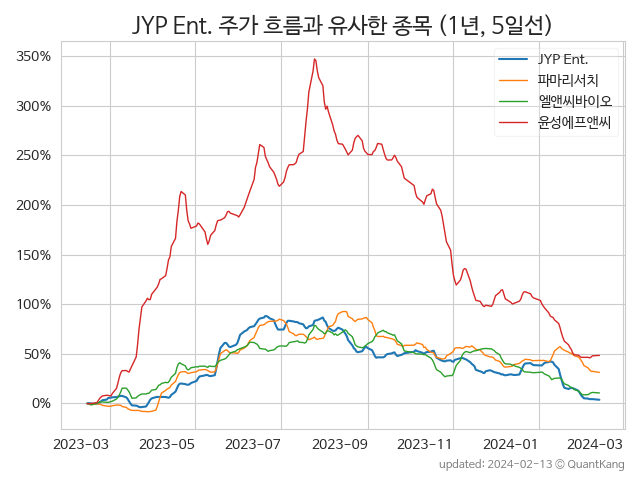 JYP Ent. 주가 흐름과 유사한 종목 (1년, 5일선)
350%
300%
250%
200%
150%
100%
50%
0%
JYP Ent.
파마리서치
엘앤씨바이오
윤성에프앤씨
2023-03
2023-05
2023-07
2023-09
2023-11
2024-01
2024-03
updated: 2024-02-13 © QuantKang